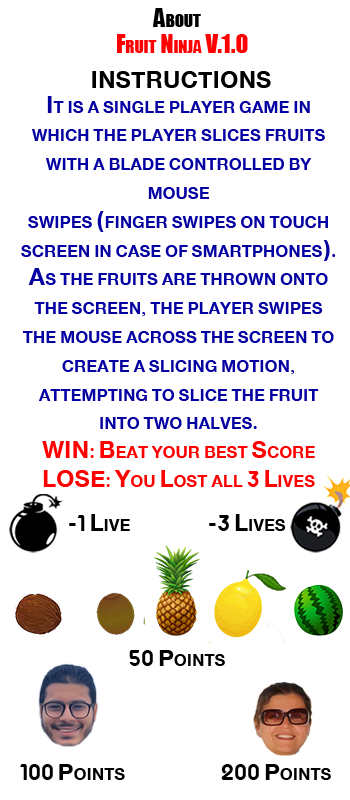 About
Fruit Ninja V.1.0
INSTRUCTIONS
It is a single player game in
which the player slices fruits
with a blade controlled by
mouse
swipes (finger swipes on touch
screen in case of smartphones).
As the fruits are thrown onto
the screen, the player swipes
the mouse across the screen to
create a slicing motion,
attempting to slice the fruit
into two halves.
WIN: Beat your best Score
LOSE: You Lost all 3 Lives
-1 Live
-3 Lives
50 Points
100 Points
200 Points